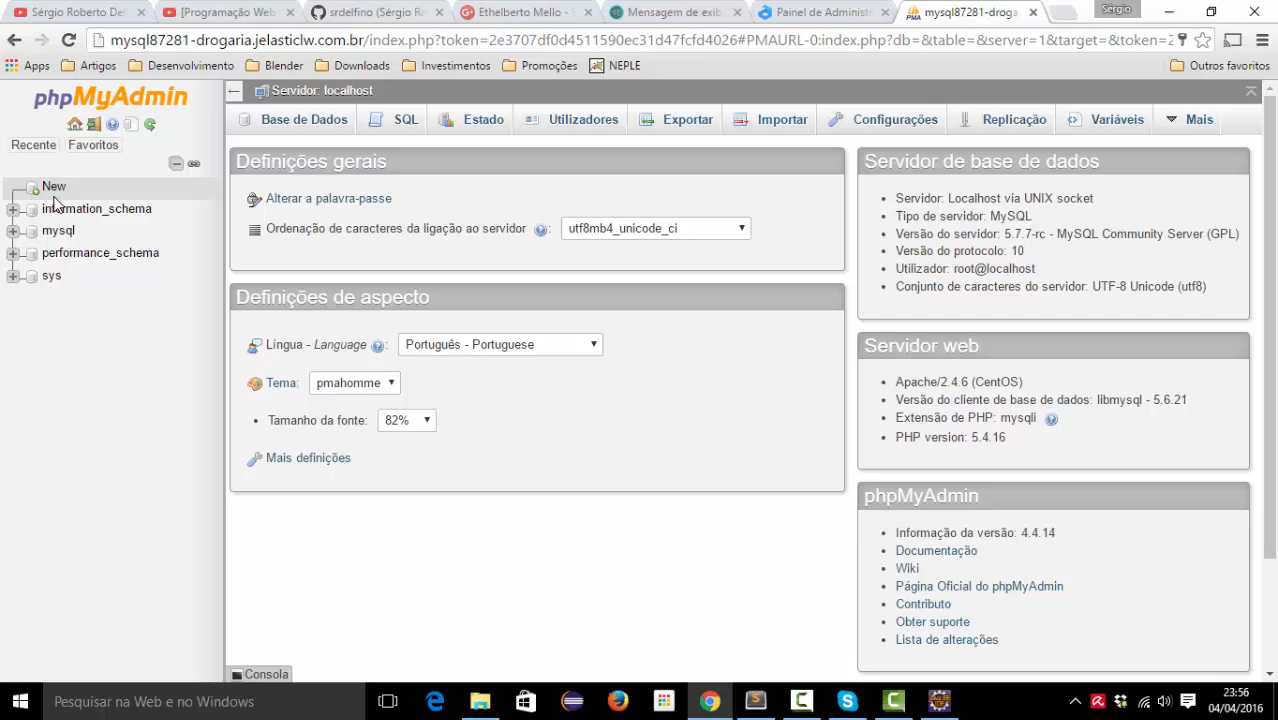 Sérgio Roberto Del
[Programação Web
srdelfino (Sérgio Ro
Ethelberto Mello - S
Mensagem de exib
Painel de Administ
mysql87281-droga
Sérgio
mysql87281-drogaria.jelasticlw.com.br/index.php?token=2e3707df0d4511590ec31d47fcfd4026#PMAURL-0:index.php?db=&table=&server=1&target=&token=2
Apps
Artigos
Desenvolvimento
Blender
Downloads
Investimentos
Promoções
NEPLE
Outros favoritos
phpMyAdmin
Recente
Favoritos
New
information_schema
mysql
performance_schema
sys
Servidor: localhost
Base de Dados
SQL
Estado
Utilizadores
Exportar
Importar
Configurações
Replicação
Variáveis
Mais
Definições gerais
Alterar a palavra-passe
Ordenação de caracteres da ligação ao servidor
:
utf8mb4_unicode_ci
Definições de aspecto
Língua - Language
:
Português - Portuguese
Tema:
pmahomme
• Tamanho da fonte:
82%
Mais definições
Servidor de base de dados
• Servidor: Localhost via UNIX socket
• Tipo de servidor: MySQL
• Versão do servidor: 5.7.7-rc - MySQL Community Server (GPL)
• Versão do protocolo: 10
• Utilizador: root@localhost
• Conjunto de caracteres do servidor: UTF-8 Unicode (utf8)
Servidor web
• Apache/2.4.6 (CentOS)
• Versão do cliente de base de dados: libmysql - 5.6.21
• Extensão de PHP: mysqli
• PHP version: 5.4.16
phpMyAdmin
• Informação da versão: 4.4.14
• Documentação
• Wiki
• Página Oficial do phpMyAdmin
• Contributo
• Obter suporte
• Lista de alterações
Consola
Pesquisar na Web e no Windows
23:56
04/04/2016